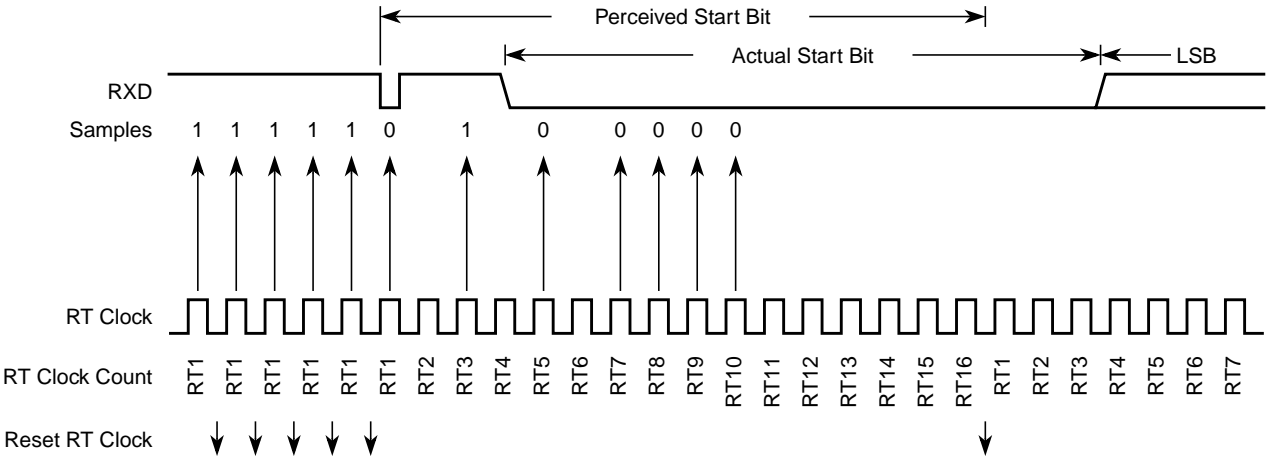 Perceived Start Bit
Actual Start Bit
LSB
RXD
Samples 1 1 1 1 1 0 1 0 0 0 0 0
RT Clock
RT Clock Count RT1 RT1 RT1 RT1 RT1 RT1 RT2 RT3 RT4 RT5 RT6 RT7 RT8 RT9 RT10 RT11 RT12 RT13 RT14 RT15 RT16 RT1 RT2 RT3 RT4 RT5 RT6 RT7
Reset RT Clock